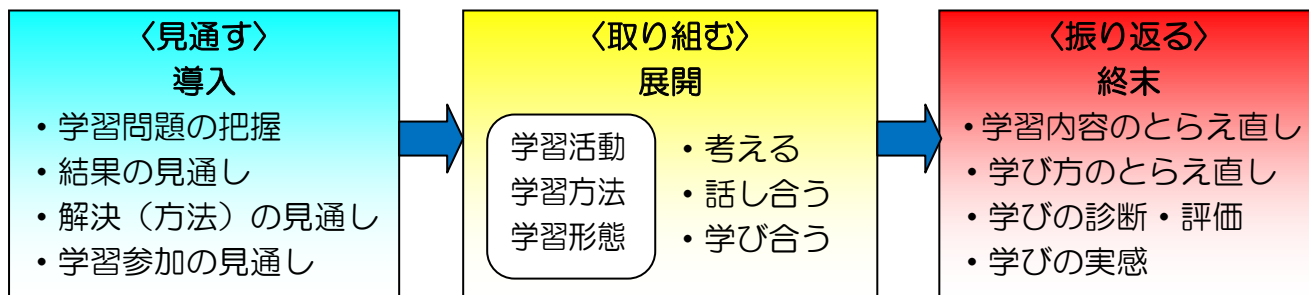 〈見通す〉
導入
・学習問題の把握
・結果の見通し
・解決（方法）の見通し
・学習参加の見通し
〈取り組む〉
展開
学習活動
学習方法
学習形態
・考える
・話し合う
・学び合う
〈振り返る〉
終末
・学習内容のとらえ直し
・学び方のとらえ直し
・学びの診断・評価
・学びの実感